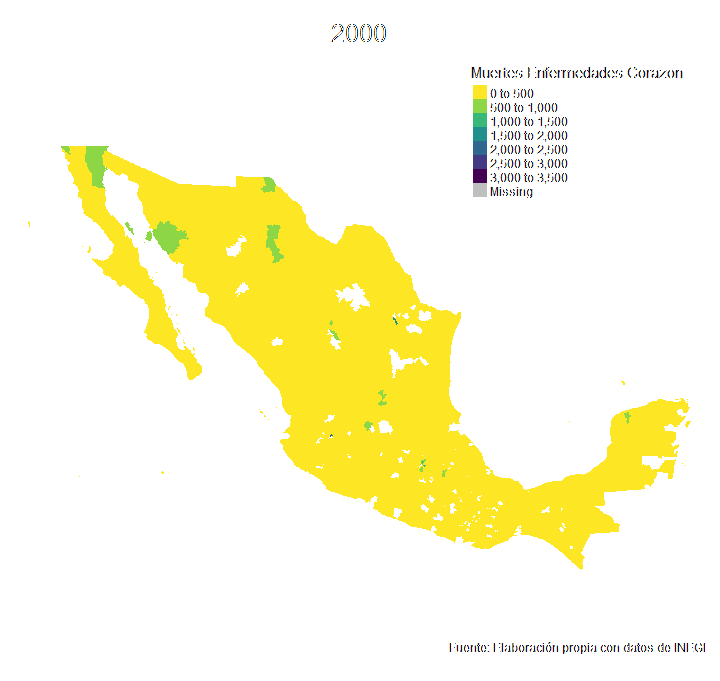 2000
Muertes Enfermedades Corazon
0 to 500
500 to 1,000
1,000 to 1,500
1,500 to 2,000
2,000 to 2,500
2,500 to 3,000
3,000 to 3,500
Missing
Fuente: Elaboración propia con datos de INEGI